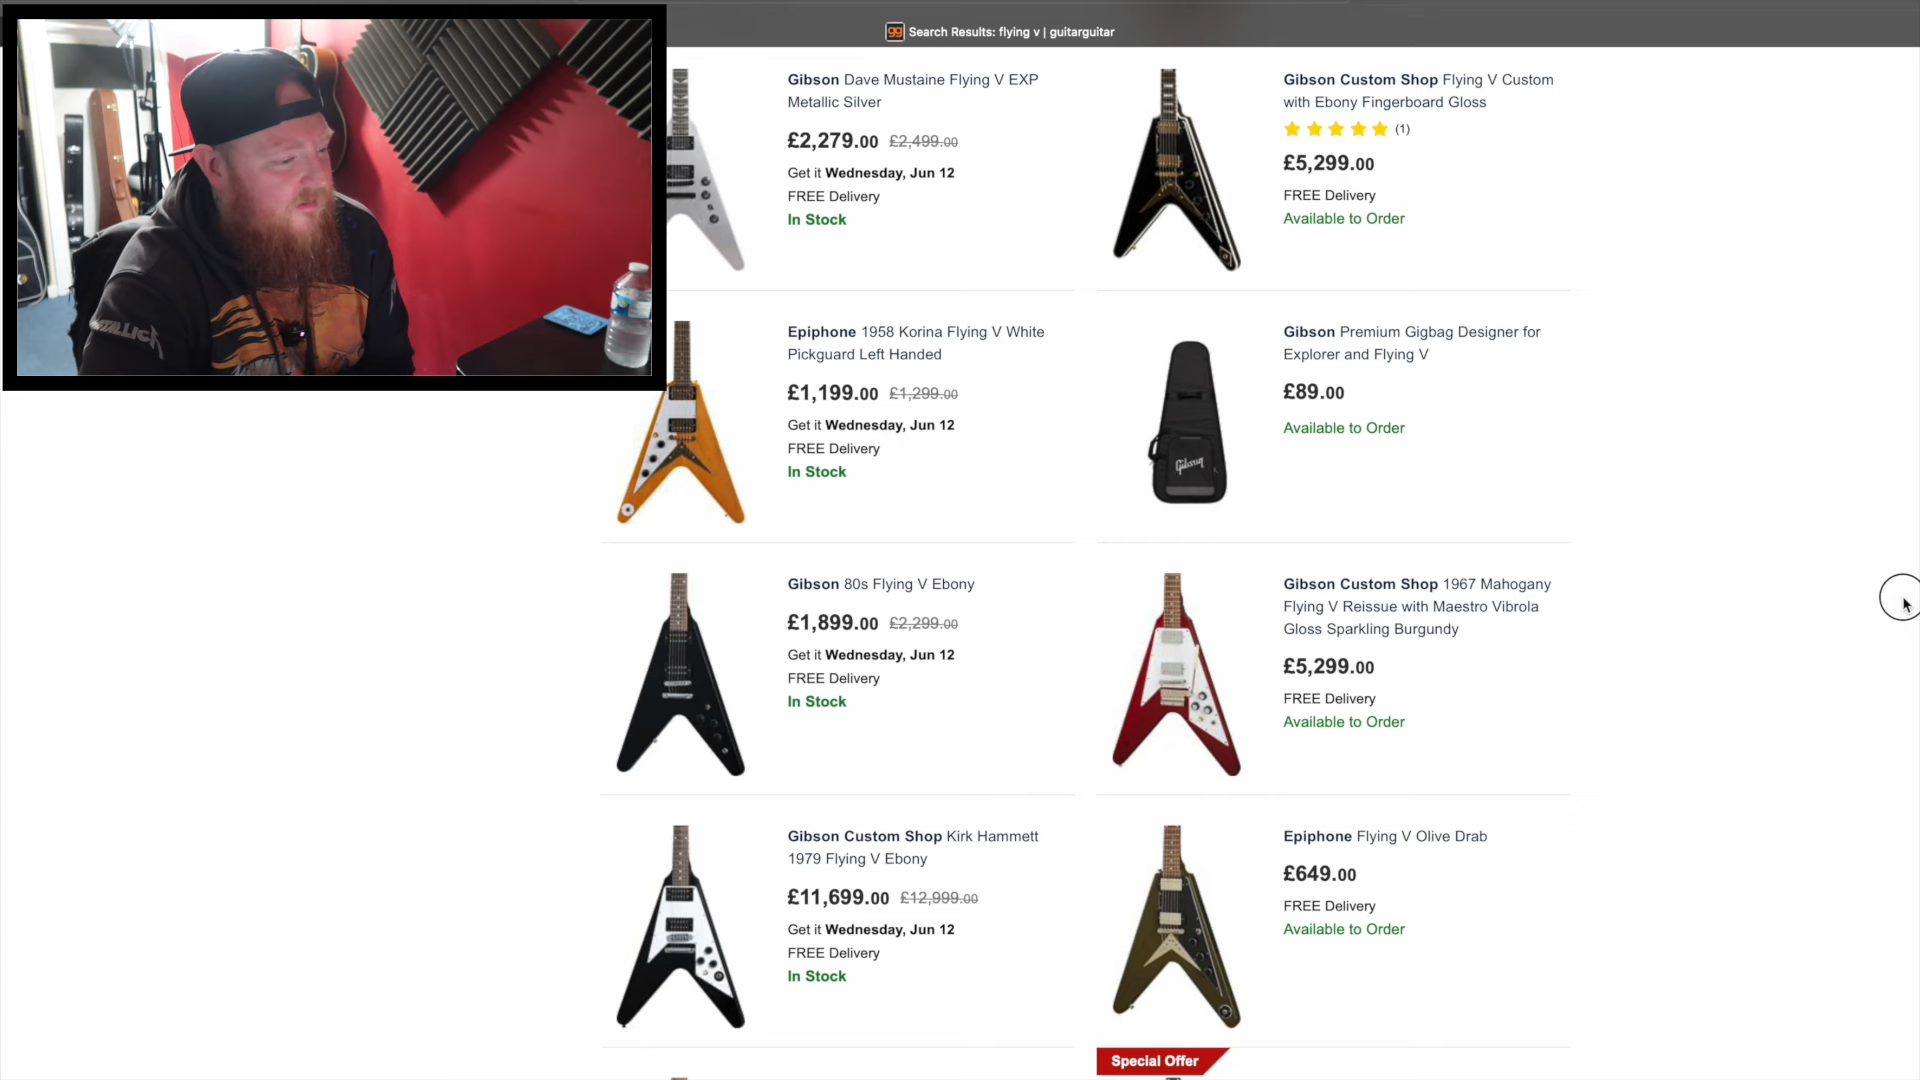 Search Results: flying v | guitarguitar
METALLICA
Gibson Dave Mustaine Flying V EXP
Metallic Silver
£2,279.00 £2,499.00
Get it Wednesday, Jun 12
FREE Delivery
In Stock
Gibson Custom Shop Flying V Custom
with Ebony Fingerboard Gloss
(1)
£5,299.00
FREE Delivery
Available to Order
Epiphone 1958 Korina Flying V White
Pickguard Left Handed
£1,199.00 £1,299.00
Get it Wednesday, Jun 12
FREE Delivery
In Stock
Gibson
Gibson Premium Gigbag Designer for
Explorer and Flying V
£89.00
Available to Order
Gibson 80s Flying V Ebony
£1,899.00 £2,299.00
Get it Wednesday, Jun 12
FREE Delivery
In Stock
Gibson Custom Shop 1967 Mahogany
Flying V Reissue with Maestro Vibrola
Gloss Sparkling Burgundy
£5,299.00
FREE Delivery
Available to Order
Gibson Custom Shop Kirk Hammett
1979 Flying V Ebony
£11,699.00 £12,999.00
Get it Wednesday, Jun 12
FREE Delivery
In Stock
Epiphone Flying V Olive Drab
£649.00
FREE Delivery
Available to Order
Special Offer